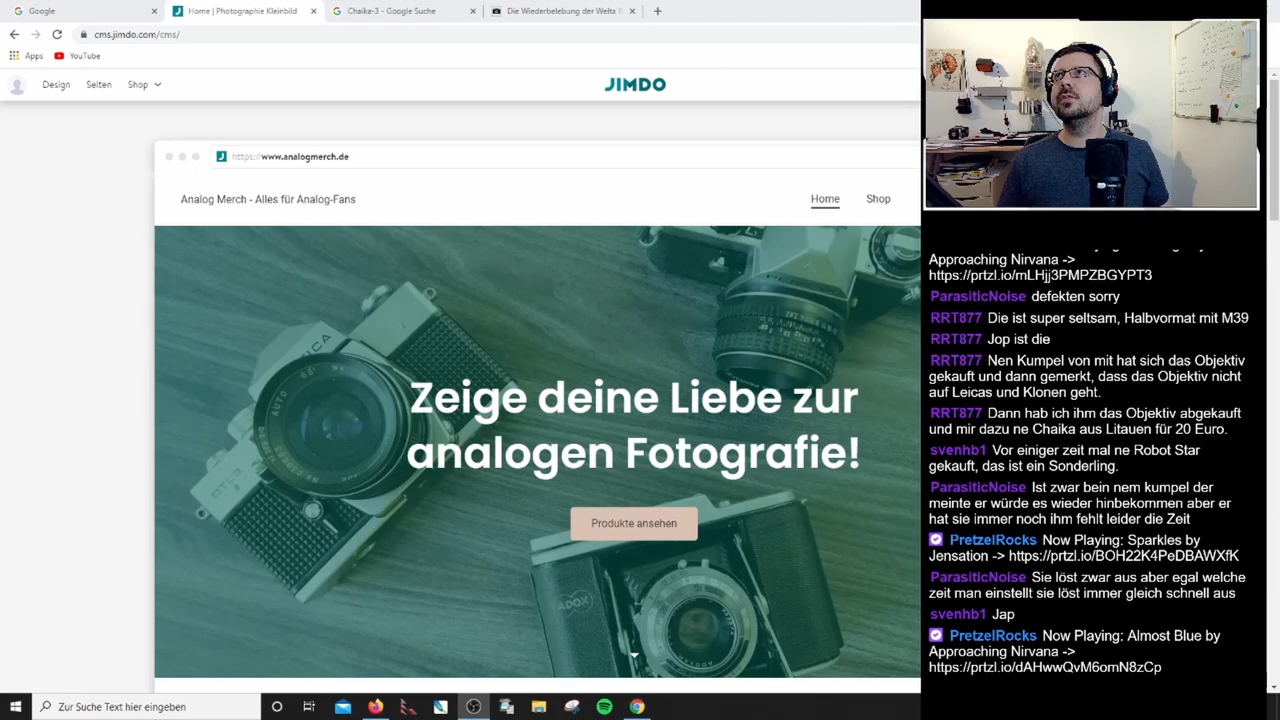 Google
Home | Photographie Kleinbild
Chaika-3 - Google Suche
Die Wiederbelebung der Welta
cms.jimdo.com/cms/
Apps
YouTube
Design
Seiten
Shop
JIMDO
https://www.analogmerch.de
Analog Merch - Alles für Analog-Fans
Home
Shop
Zeige deine Liebe zur
analogen Fotografie!
Produkte ansehen
ADOX
Zur Suche Text hier eingeben
Approaching Nirvana ->
https://prtzl.io/mLHjj3PMPZBGYPT3
ParasiticNoise defekten sorry
RRT877 Die ist super seltsam, Halbvormat mit M39
RRT877 Jop ist die
RRT877 Nen Kumpel von mit hat sich das Objektiv
gekauft und dann gemerkt, dass das Objektiv nicht
auf Leicas und Klonen geht.
RRT877 Dann hab ich ihm das Objektiv abgekauft
und mir dazu ne Chaika aus Litauen für 20 Euro.
svenhb1 Vor einiger zeit mal ne Robot Star
gekauft, das ist ein Sonderling.
ParasiticNoise Ist zwar bein nem kumpel der
meinte er würde es wieder hinbekommen aber er
hat sie immer noch ihm fehlt leider die Zeit
PretzelRocks Now Playing: Sparkles by
Jensation -> https://prtzl.io/BOH22K4PeDBAWXfK
ParasiticNoise Sie löst zwar aus aber egal welche
zeit man einstellt sie löst immer gleich schnell aus
svenhb1 Jap
PretzelRocks Now Playing: Almost Blue by
Approaching Nirvana ->
https://prtzl.io/dAHwwQvM6omN8zCp